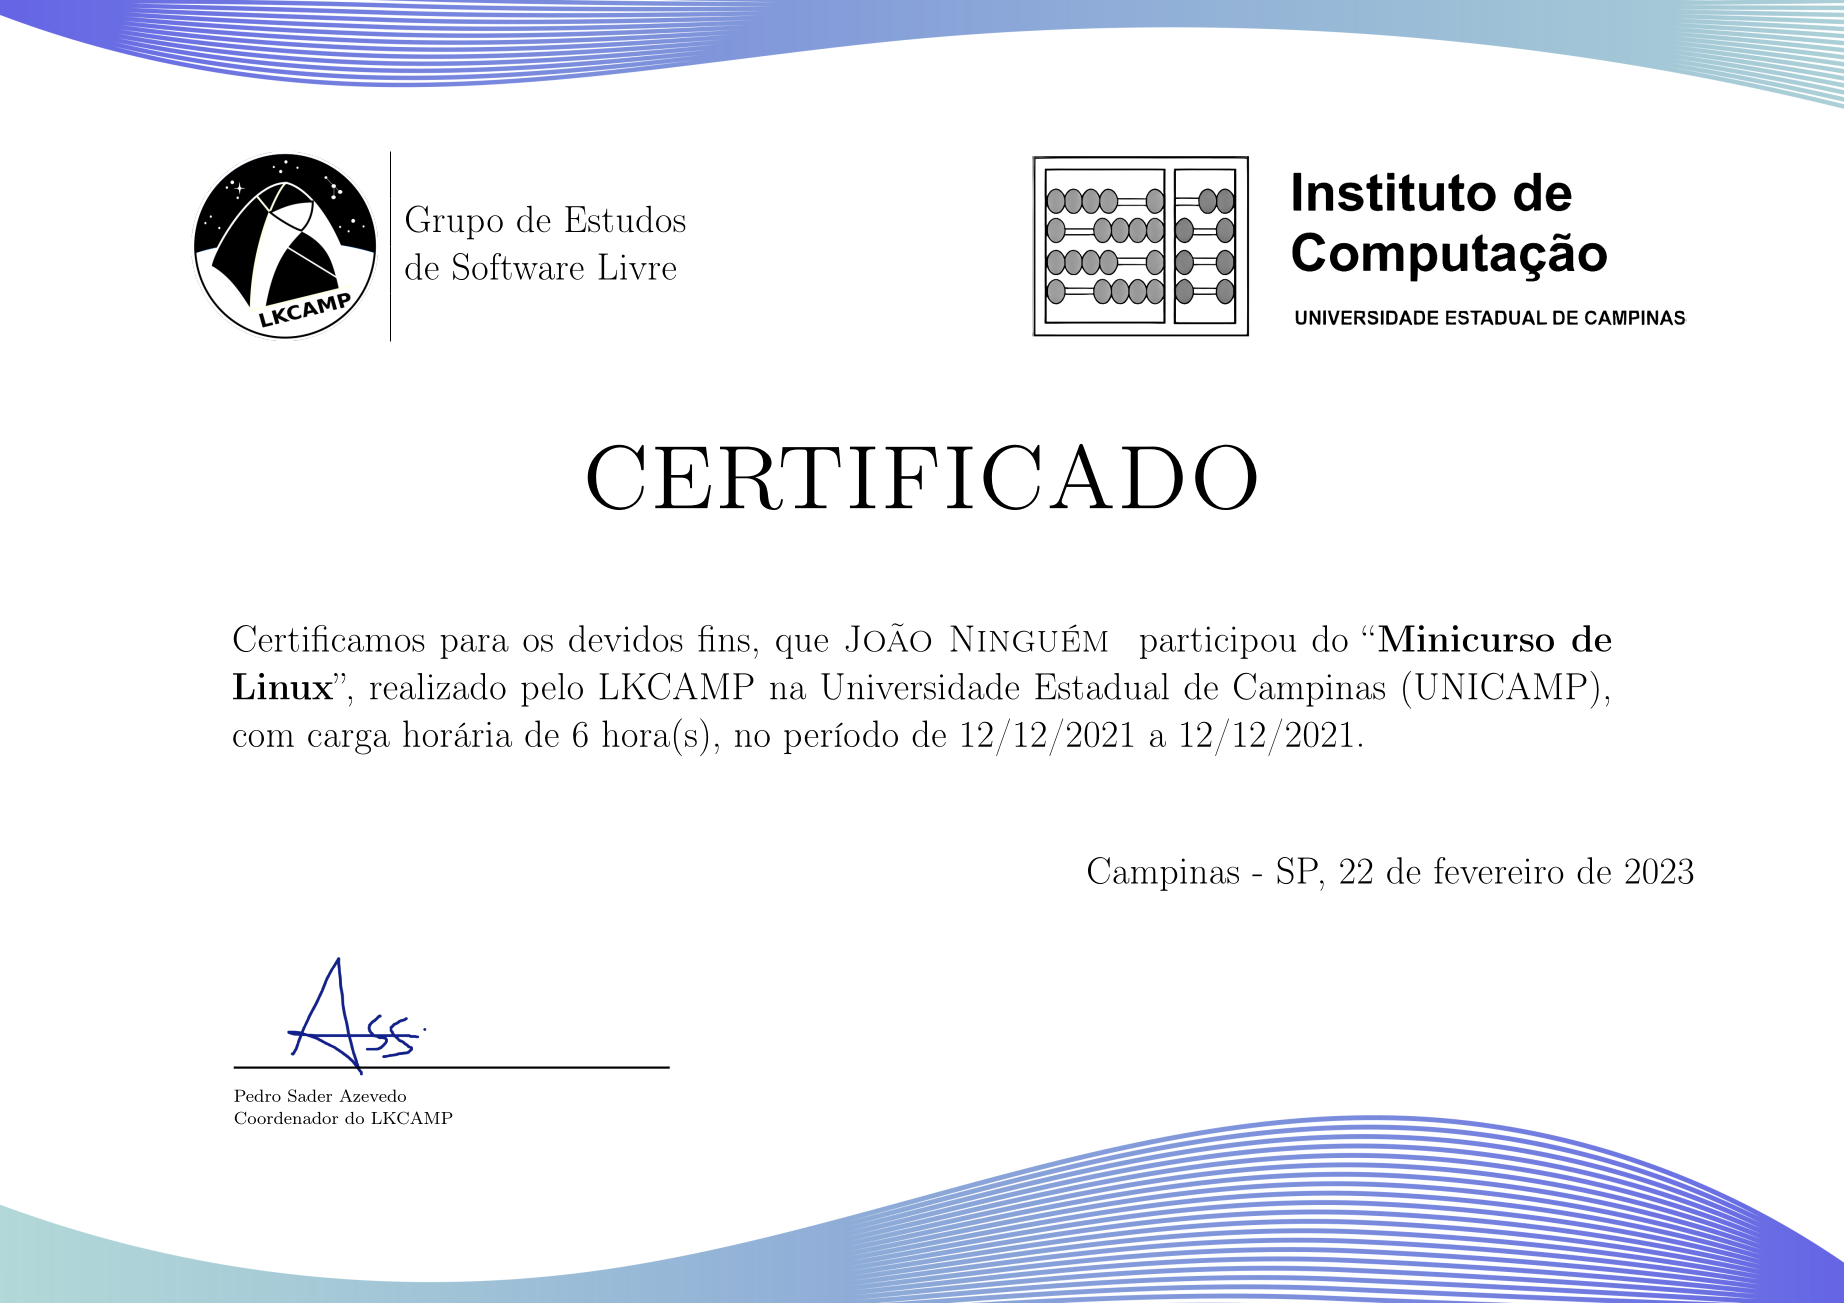 LKCAMP
Grupo de Estudos
de Software Livre
Instituto de
Computação
UNIVERSIDADE ESTADUAL DE CAMPINAS
CERTIFICADO
Certificamos para os devidos fins, que João Ninguém participou do “Minicurso de
Linux”, realizado pelo LKCAMP na Universidade Estadual de Campinas (UNICAMP),
com carga horária de 6 hora(s), no período de 12/12/2021 a 12/12/2021.
Campinas - SP, 22 de fevereiro de 2023
Ass.
Pedro Sader Azevedo
Coordenador do LKCAMP